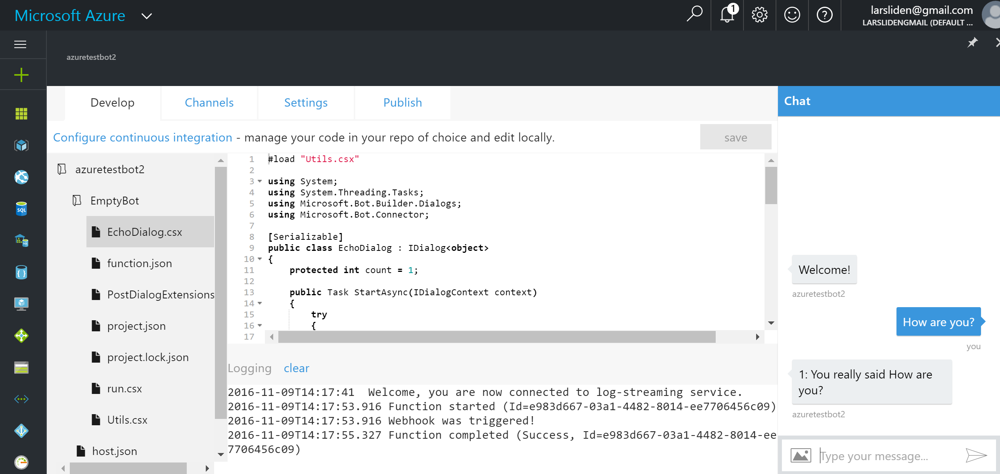 Microsoft Azure
1
larsliden@gmail.com
LARSLIDENGMAIL (DEFAULT ...
azuretestbot2
Develop
Channels
Settings
Publish
Configure continuous integration - manage your code in your repo of choice and edit locally.
save
azuretestbot2
EmptyBot
EchoDialog.csx
function.json
PostDialogExtensions
project.json
project.lock.json
run.csx
Utils.csx
host.json
SQL
SQL
1 #load "Utils.csx"
2
3 using System;
4 using System.Threading.Tasks;
5 using Microsoft.Bot.Builder.Dialogs;
6 using Microsoft.Bot.Connector;
7
8 [Serializable]
9 public class EchoDialog : IDialog<object>
10 {
11 protected int count = 1;
12
13 public Task StartAsync(IDialogContext context)
14 {
15 try
16 {
17
Logging clear
2016-11-09T14:17:41  Welcome, you are now connected to log-streaming service.
2016-11-09T14:17:53.916 Function started (Id=e983d667-03a1-4482-8014-ee7706456c09)
2016-11-09T14:17:53.916 Webhook was triggered!
2016-11-09T14:17:55.327 Function completed (Success, Id=e983d667-03a1-4482-8014-ee
7706456c09)
Chat
Welcome!
azuretestbot2
How are you?
you
1: You really said How are
you?
azuretestbot2
Type your message...